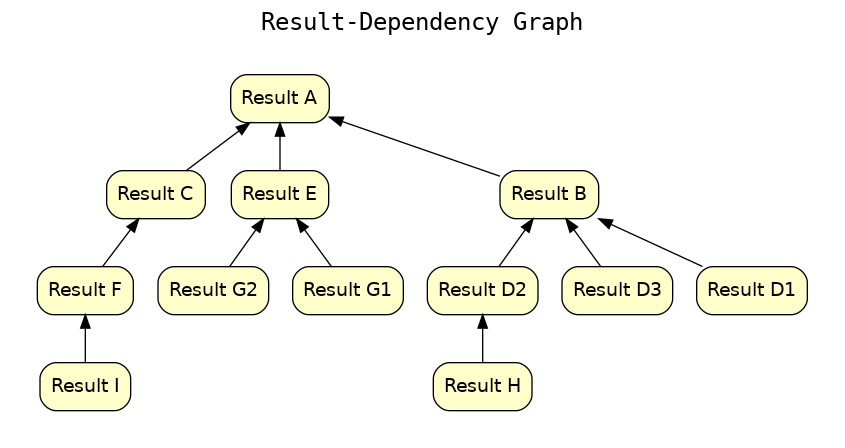 Result-Dependency Graph
Result A
Result C
Result E
Result B
Result F
Result G2
Result G1
Result D2
Result D3
Result D1
Result I
Result H